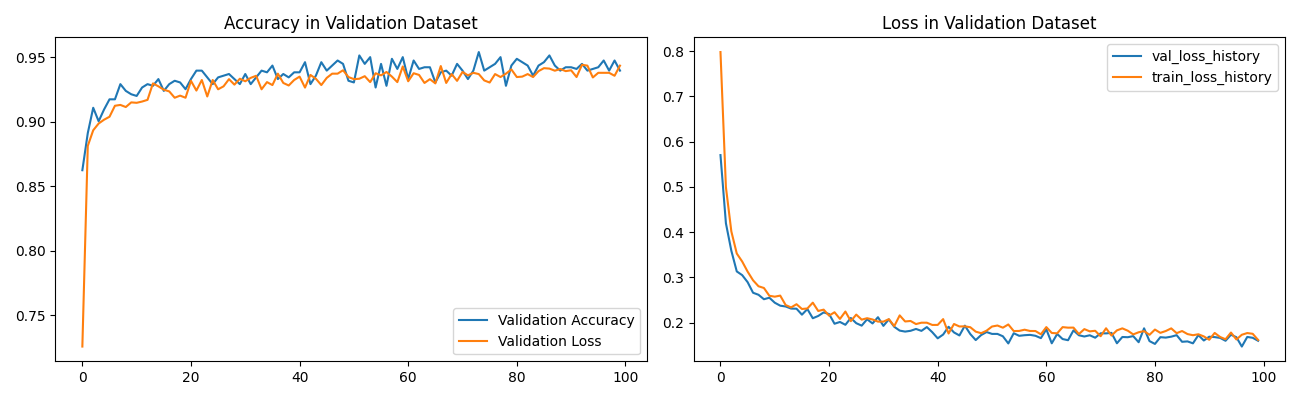 Accuracy in Validation Dataset
0.95
0.90
0.85
0.80
0.75
Validation Accuracy
Validation Loss
0 20 40 60 80 100
Loss in Validation Dataset
0.8
0.7
0.6
0.5
0.4
0.3
0.2
val_loss_history
train_loss_history
0 20 40 60 80 100